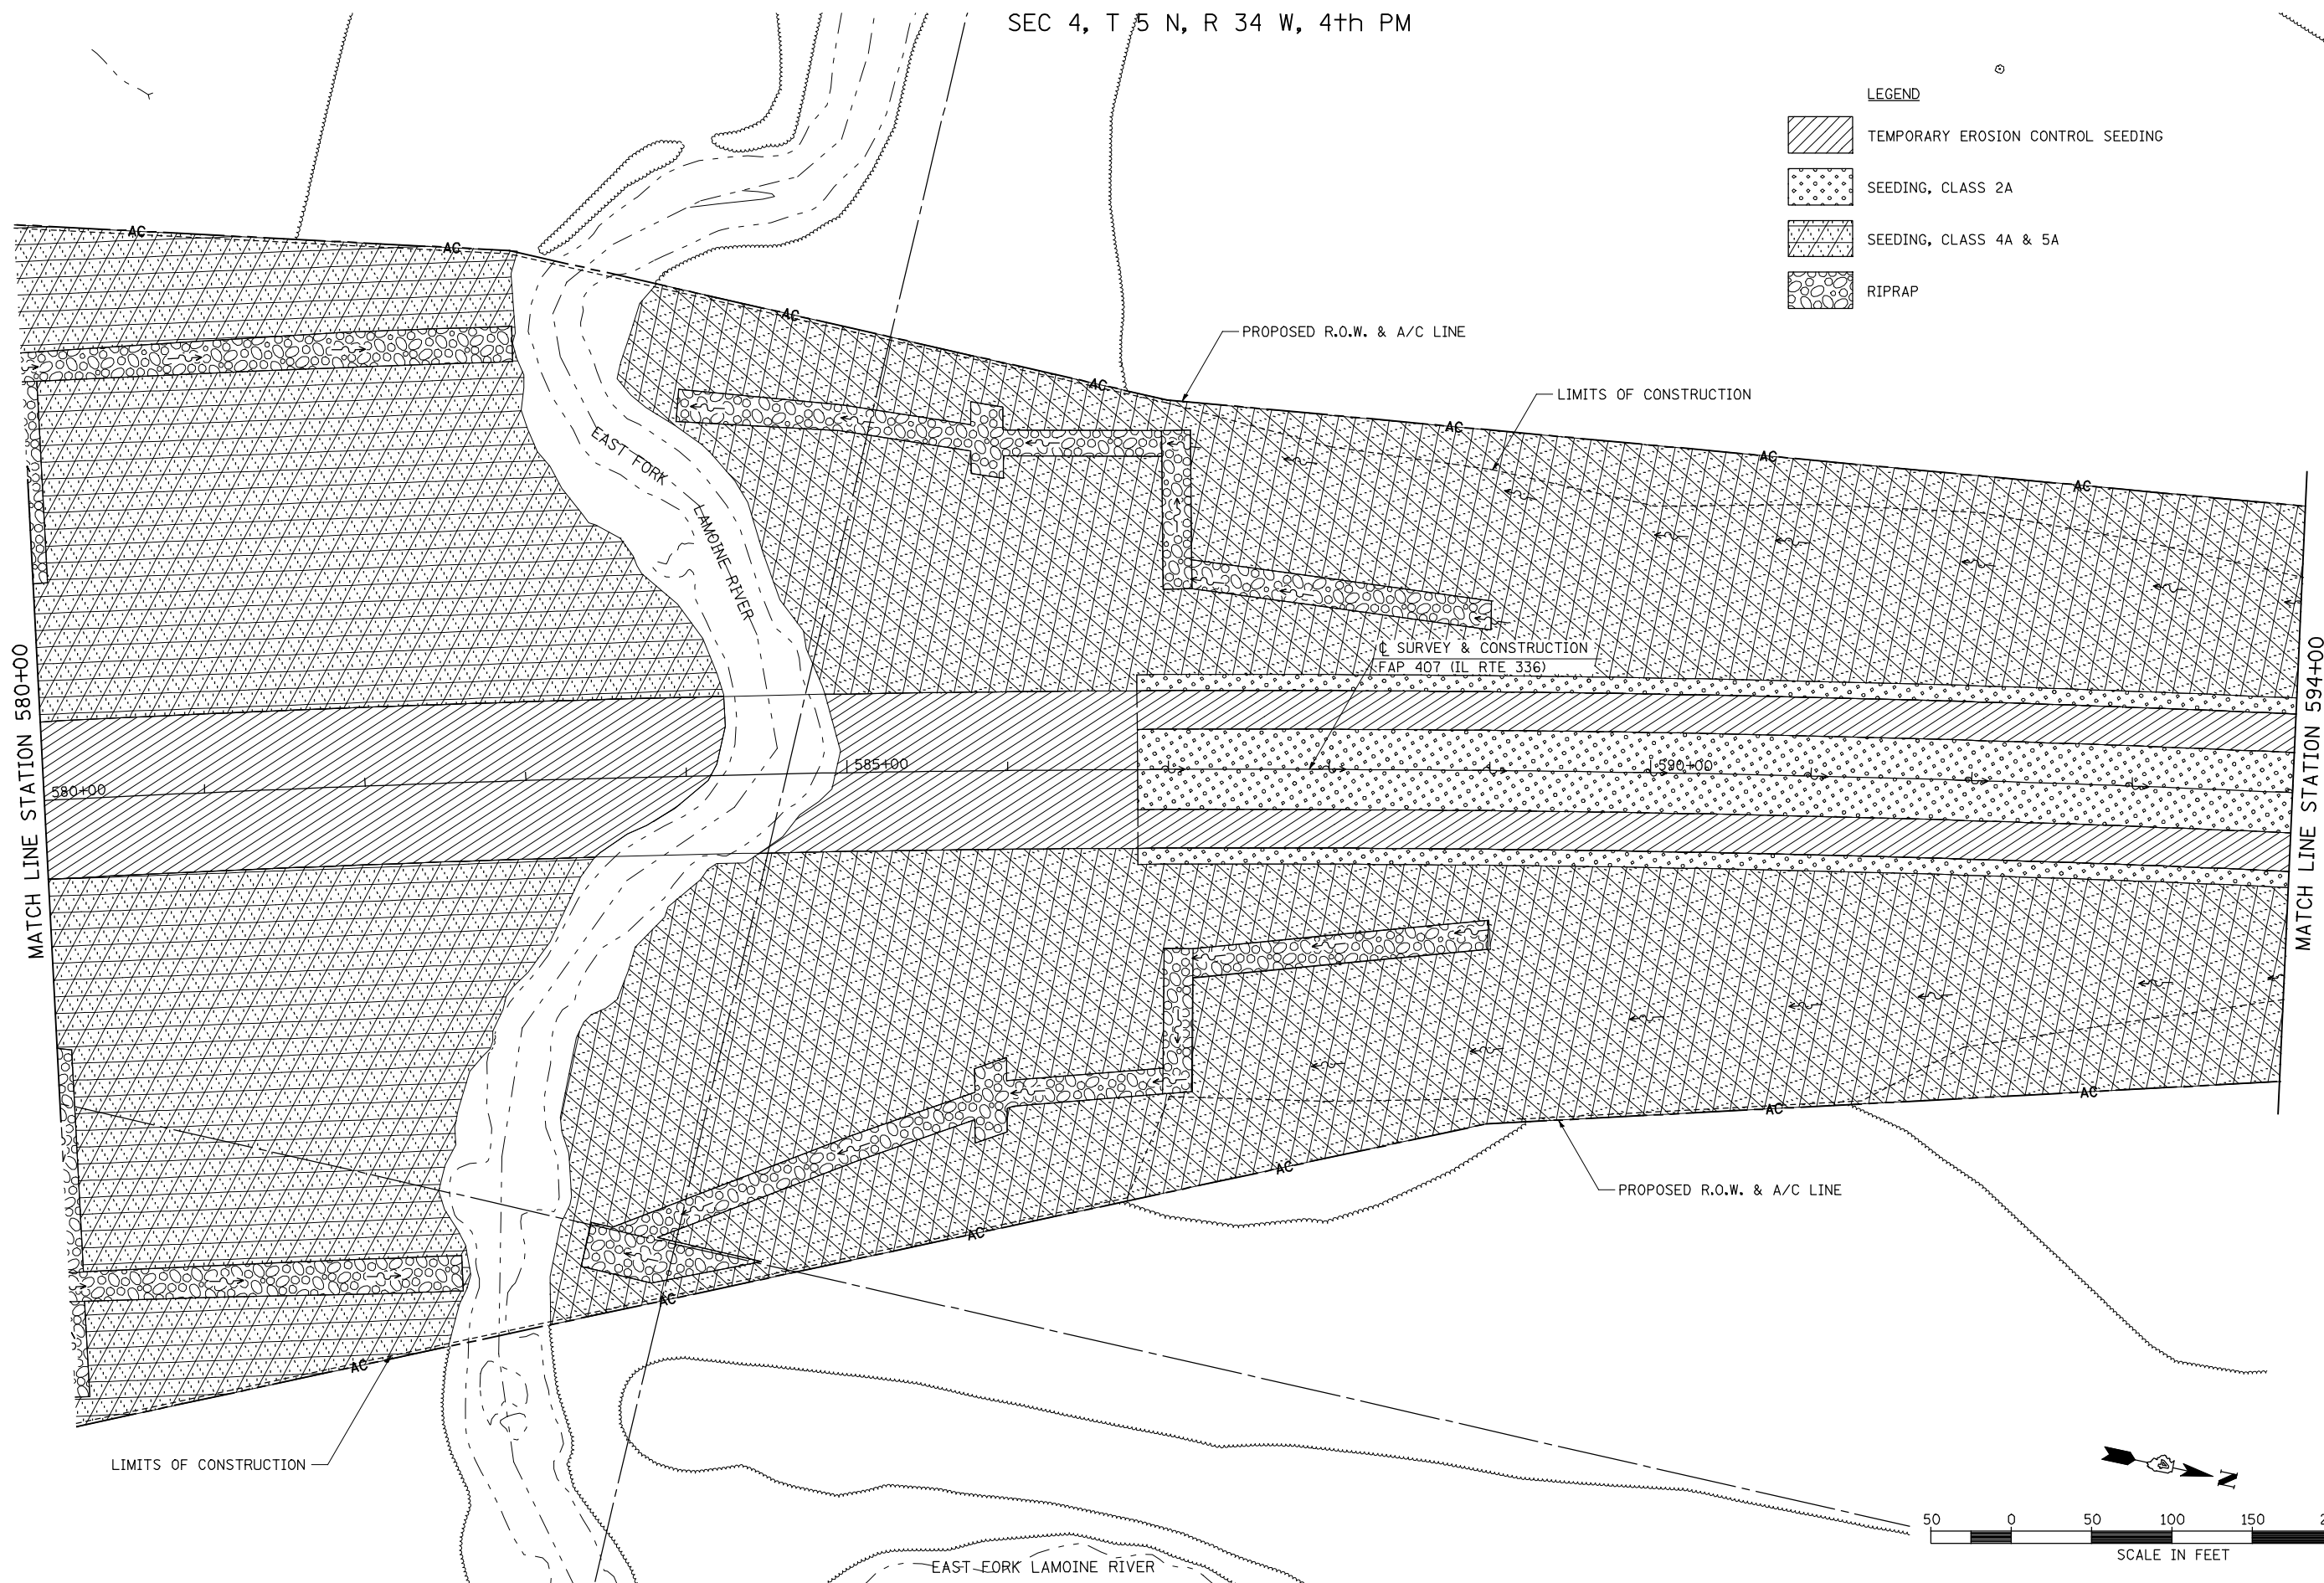 SEC 4, T 5 N, R 34 W, 4th PM
LEGEND
TEMPORARY EROSION CONTROL SEEDING
SEEDING, CLASS 2A
SEEDING, CLASS 4A & 5A
RIPRAP
AC
AC
AC
AC
AC
AC
AC
PROPOSED R.O.W. & A/C LINE
LIMITS OF CONSTRUCTION
EAST FORK
LAMOINE RIVER
℄ SURVEY & CONSTRUCTION
FAP 407 (IL RTE 336)
MATCH LINE STATION 580+00
MATCH LINE STATION 594+00
580+00
585+00
590+00
AC
AC
AC
AC
AC
AC
PROPOSED R.O.W. & A/C LINE
LIMITS OF CONSTRUCTION
N
50 0 50 100 150
SCALE IN FEET
EAST FORK LAMOINE RIVER